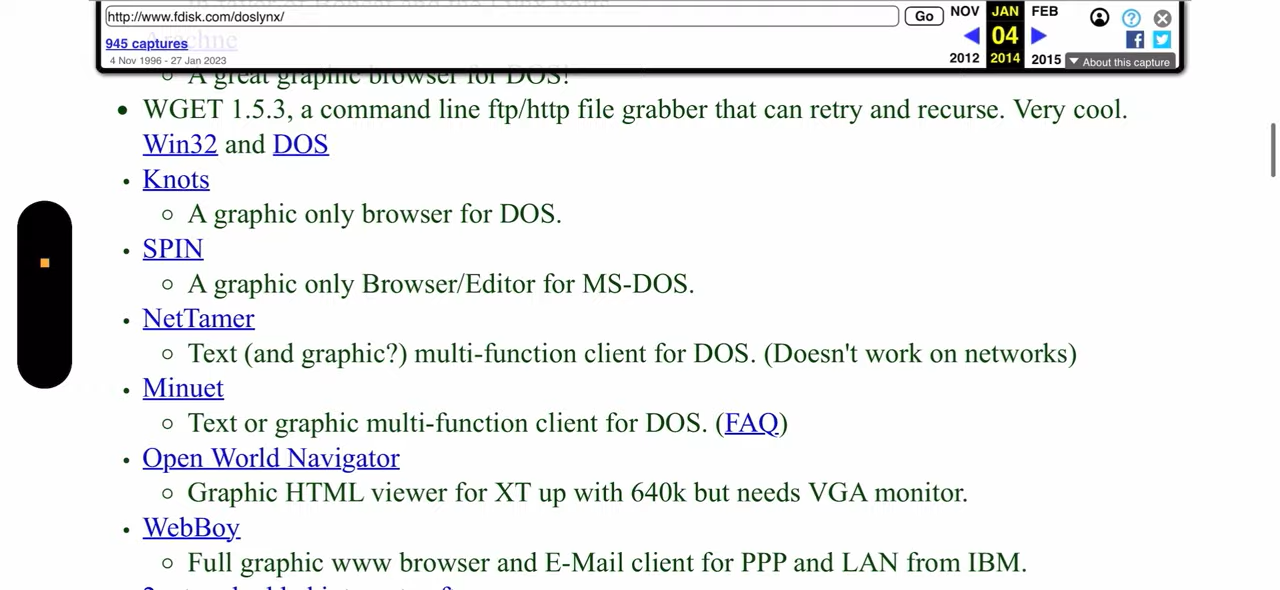 http://www.fdisk.com/doslynx/
Go
NOV JAN FEB
945 captures
04
4 Nov 1996 - 27 Jan 2023
2012 2014 2015
About this capture
Arachne
A great graphic browser for DOS!
WGET 1.5.3, a command line ftp/http file grabber that can retry and recurse. Very cool.
Win32 and DOS
Knots
A graphic only browser for DOS.
SPIN
A graphic only Browser/Editor for MS-DOS.
NetTamer
Text (and graphic?) multi-function client for DOS. (Doesn't work on networks)
Minuet
Text or graphic multi-function client for DOS. (FAQ)
Open World Navigator
Graphic HTML viewer for XT up with 640k but needs VGA monitor.
WebBoy
Full graphic www browser and E-Mail client for PPP and LAN from IBM.